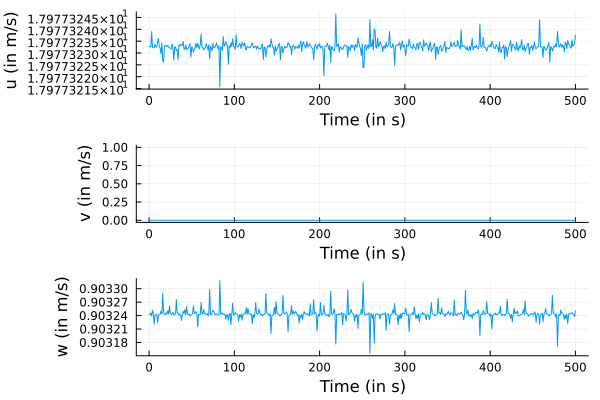 u (in m/s)
1.79773245×10¹
1.79773240×10¹
1.79773235×10¹
1.79773230×10¹
1.79773225×10¹
1.79773220×10¹
1.79773215×10¹
0 100 200 300 400 500
Time (in s)
v (in m/s)
1.00
0.75
0.50
0.25
0.00
0 100 200 300 400 500
Time (in s)
w (in m/s)
0.90330
0.90327
0.90324
0.90321
0.90318
0 100 200 300 400 500
Time (in s)